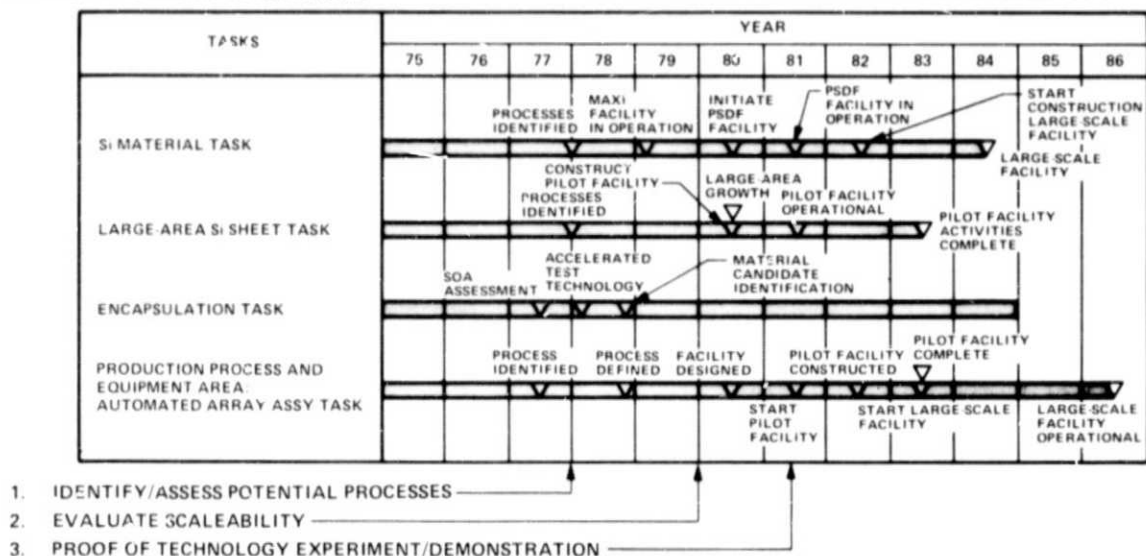 TASKS
YEAR
75 76 77 78 79 80 81 82 83 84 85 86
Si MATERIAL TASK
PROCESSES
IDENTIFIED
MAXI
FACILITY
IN OPERATION
INITIATE
PSDF
FACILITY
PSDF
FACILITY IN
OPERATION
START
CONSTRUCTION
LARGE-SCALE
FACILITY
LARGE-SCALE
FACILITY
LARGE-AREA Si SHEET TASK
PROCESSES
IDENTIFIED
CONSTRUCT
PILOT FACILITY
LARGE-AREA
GROWTH
PILOT FACILITY
OPERATIONAL
PILOT FACILITY
ACTIVITIES
COMPLETE
ENCAPSULATION TASK
SOA
ASSESSMENT
ACCELERATED
TEST
TECHNOLOGY
MATERIAL
CANDIDATE
IDENTIFICATION
PRODUCTION PROCESS AND
EQUIPMENT AREA:
AUTOMATED ARRAY ASSY TASK
PROCESS
IDENTIFIED
PROCESS
DEFINED
FACILITY
DESIGNED
START
PILOT
FACILITY
PILOT FACILITY
CONSTRUCTED
START LARGE-SCALE
FACILITY
PILOT FACILITY
COMPLETE
LARGE-SCALE
FACILITY
OPERATIONAL
1. IDENTIFY/ASSESS POTENTIAL PROCESSES
2. EVALUATE SCALEABILITY
3. PROOF OF TECHNOLOGY EXPERIMENT/DEMONSTRATION